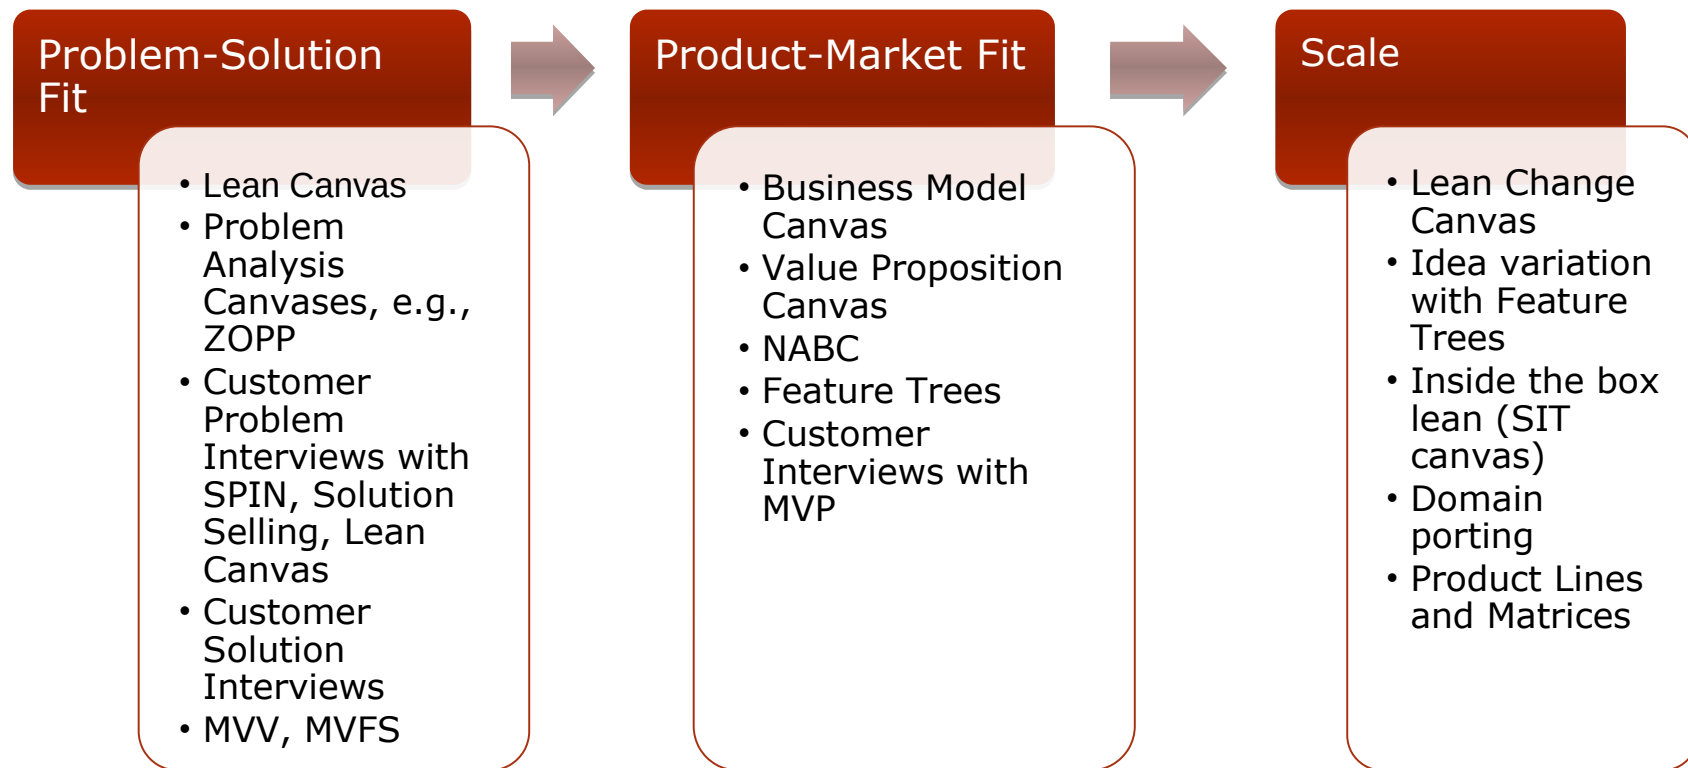 Problem-Solution
Fit
• Lean Canvas
• Problem
Analysis
Canvases, e.g.,
ZOPP
• Customer
Problem
Interviews with
SPIN, Solution
Selling, Lean
Canvas
• Customer
Solution
Interviews
• MVV, MVFS
Product-Market Fit
• Business Model
Canvas
• Value Proposition
Canvas
• NABC
• Feature Trees
• Customer
Interviews with
MVP
Scale
• Lean Change
Canvas
• Idea variation
with Feature
Trees
• Inside the box
lean (SIT
canvas)
• Domain
porting
• Product Lines
and Matrices